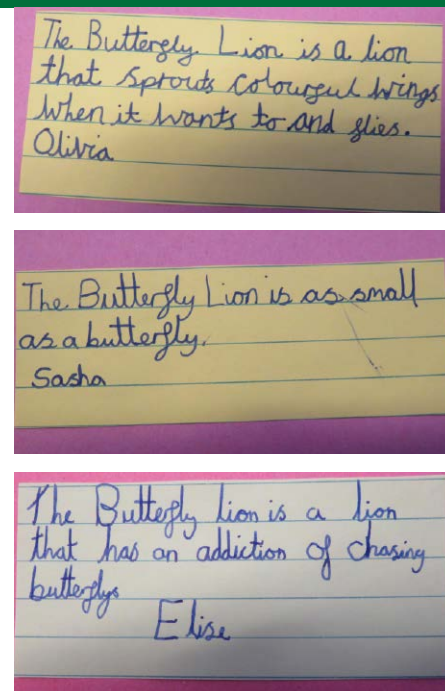 The Butterfly Lion is a lion
that sprouts colourful wings
when it wants to and flies.
Olivia
The Butterfly Lion is as small
as a butterfly.
Sasha
The Butterfly Lion is a lion
that has an addiction of chasing
butterflys
Elise